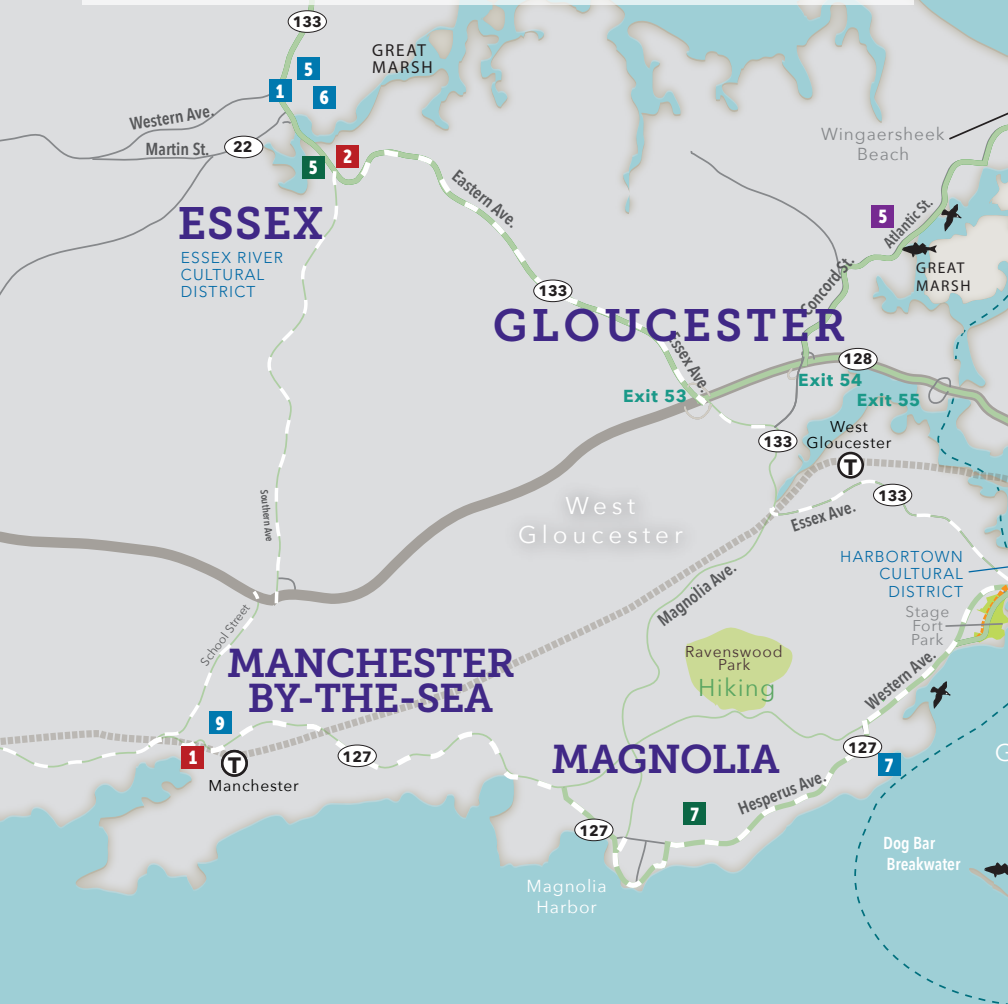 133
GREAT
MARSH
5
1
6
Western Ave.
Martin St.
22
5
2
Wingaersheek
Beach
ESSEX
ESSEX RIVER
CULTURAL
DISTRICT
Eastern Ave.
5
Atlantic St.
GREAT
MARSH
Concord St.
133
GLOUCESTER
Essex Ave.
128
Exit 54
Exit 53
Exit 55
133
West
Gloucester
T
133
Essex Ave.
West
Gloucester
Southern Ave
HARBORTOWN
CULTURAL
DISTRICT
Stage
Fort
Park
Magnolia Ave.
School Street
MANCHESTER
BY-THE-SEA
Ravenswood
Park
Hiking
Western Ave.
9
1
T
Manchester
127
MAGNOLIA
127
7
G
Hesperus Ave.
7
127
Dog Bar
Breakwater
Magnolia
Harbor